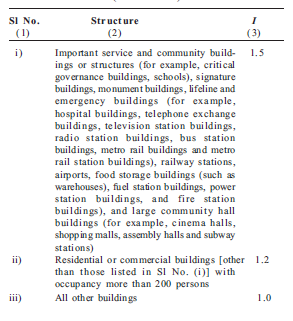 Sl No. Structure I
(1) (2) (3)
i) Important service and community build- 1.5
ings or structures (for example, critical
governance buildings, schools), signature
buildings, monument buildings, lifeline and
emergency buildings (for example,
hospital buildings, telephone exchange
buildings, television station buildings,
radio station buildings, bus station
buildings, metro rail buildings and metro
rail station buildings), railway stations,
airports, food storage buildings (such as
warehouses), fuel station buildings, power
station buildings, and fire station
buildings), and large community hall
buildings (for example, cinema halls,
shopping malls, assembly halls and subway
stations)
ii) Residential or commercial buildings [other 1.2
than those listed in Sl No. (i)] with
occupancy more than 200 persons
iii) All other buildings 1.0